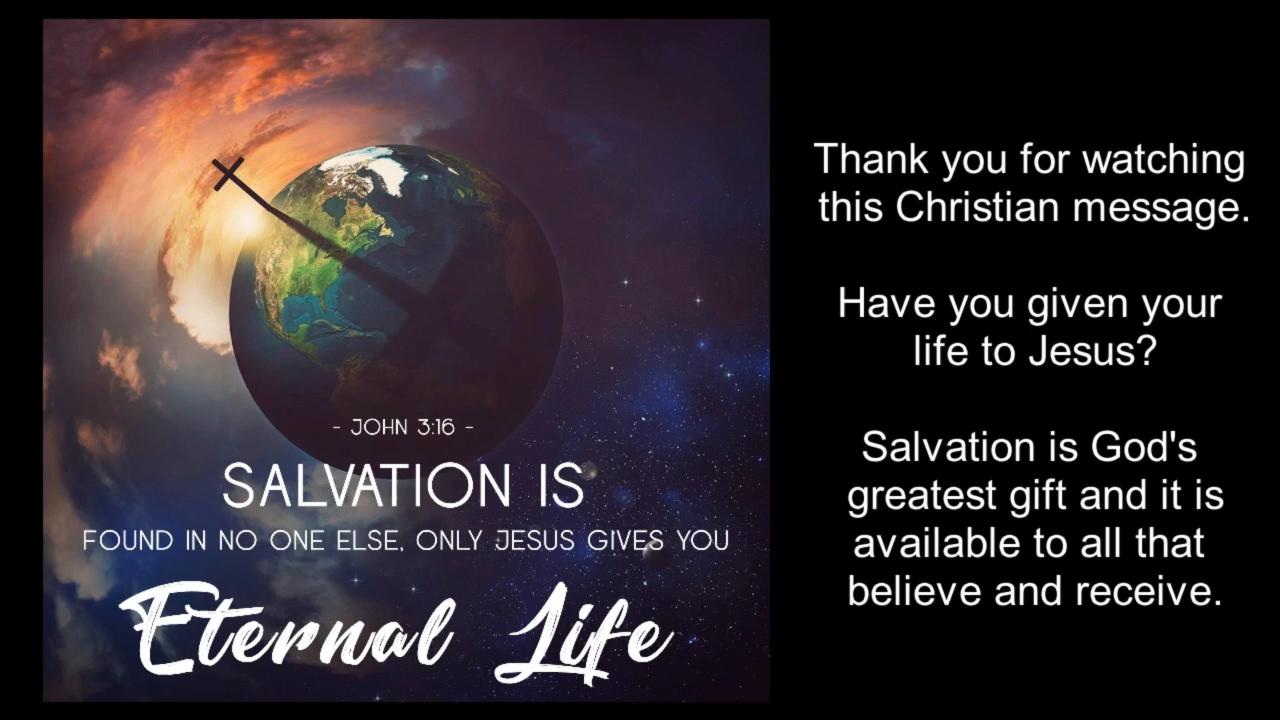 - JOHN 3:16 -
SALVATION IS
FOUND IN NO ONE ELSE, ONLY JESUS GIVES YOU
Eternal Life
Thank you for watching
this Christian message.
Have you given your
life to Jesus?
Salvation is God's
greatest gift and it is
available to all that
believe and receive.